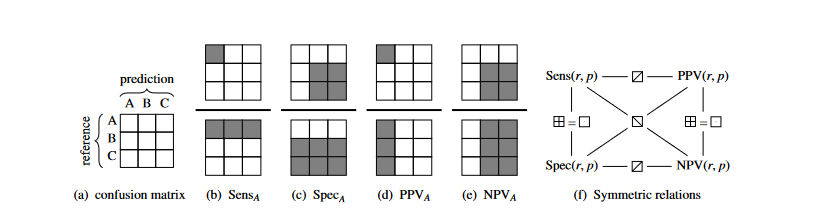 prediction
A B C
reference
A
B
C
(a) confusion matrix
(b) Sens_A
(c) Spec_A
(d) PPV_A
(e) NPV_A
Sens(r, p)
PPV(r, p)
=
=
Spec(r, p)
NPV(r, p)
(f) Symmetric relations